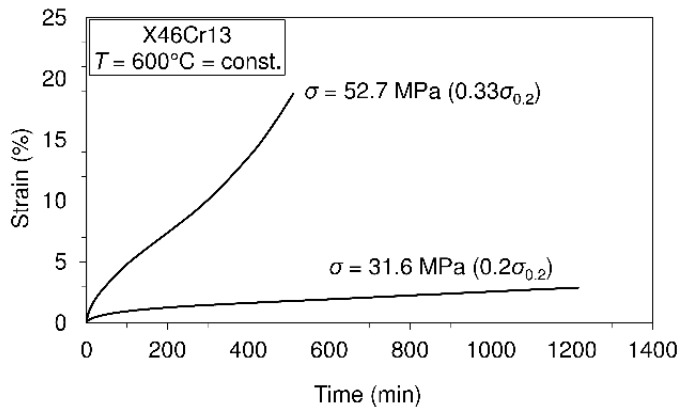 25
X46Cr13
T = 600°C = const.
20
σ = 52.7 MPa (0.33σ0.2)
15
Strain (%)
10
σ = 31.6 MPa (0.2σ0.2)
5
0
0 200 400 600 800 1000 1200 1400
Time (min)